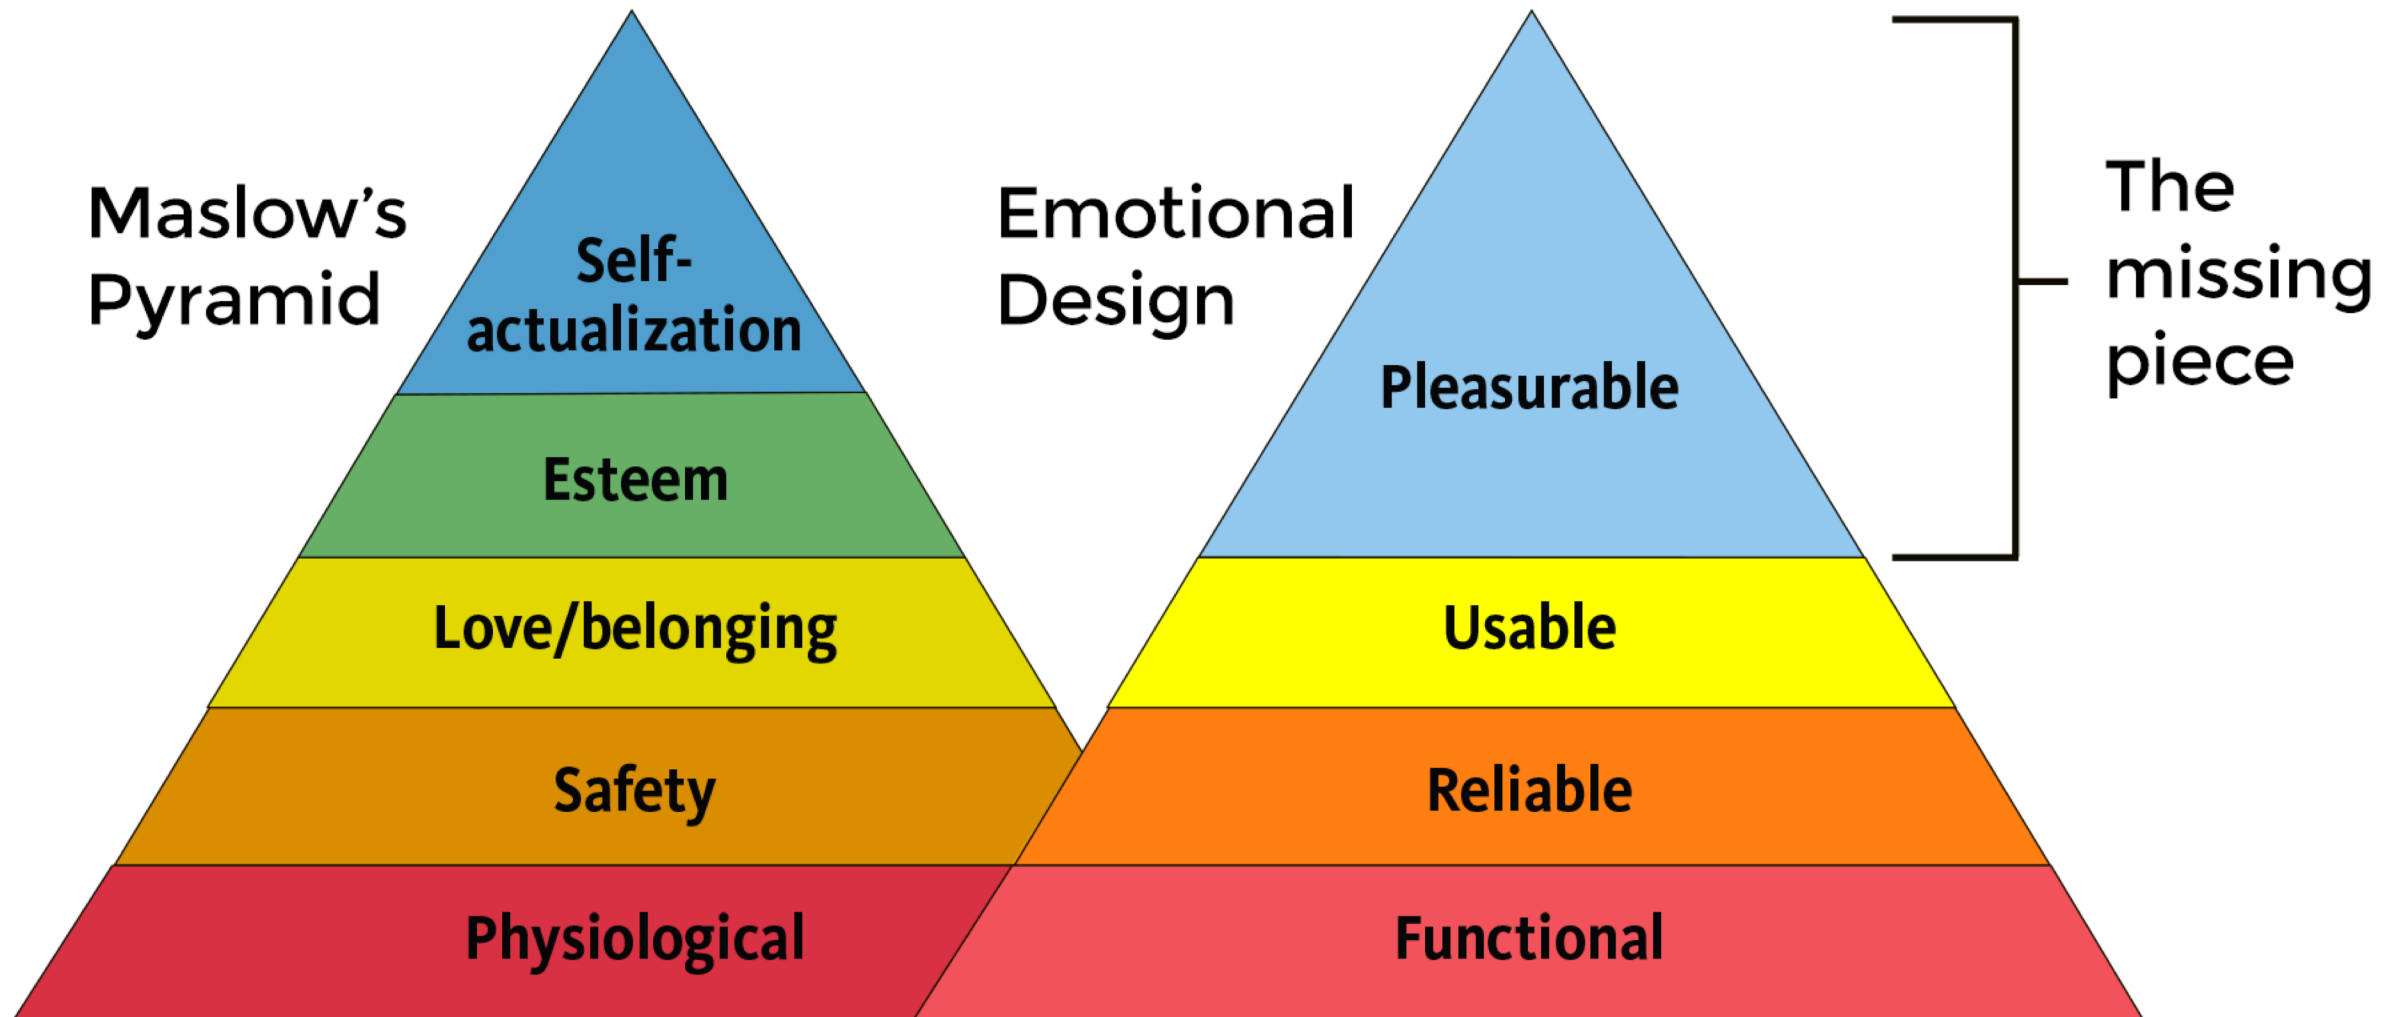 Maslow’s
Pyramid
Self-
actualization
Esteem
Love/belonging
Safety
Physiological
Emotional
Design
Pleasurable
Usable
Reliable
Functional
The
missing
piece